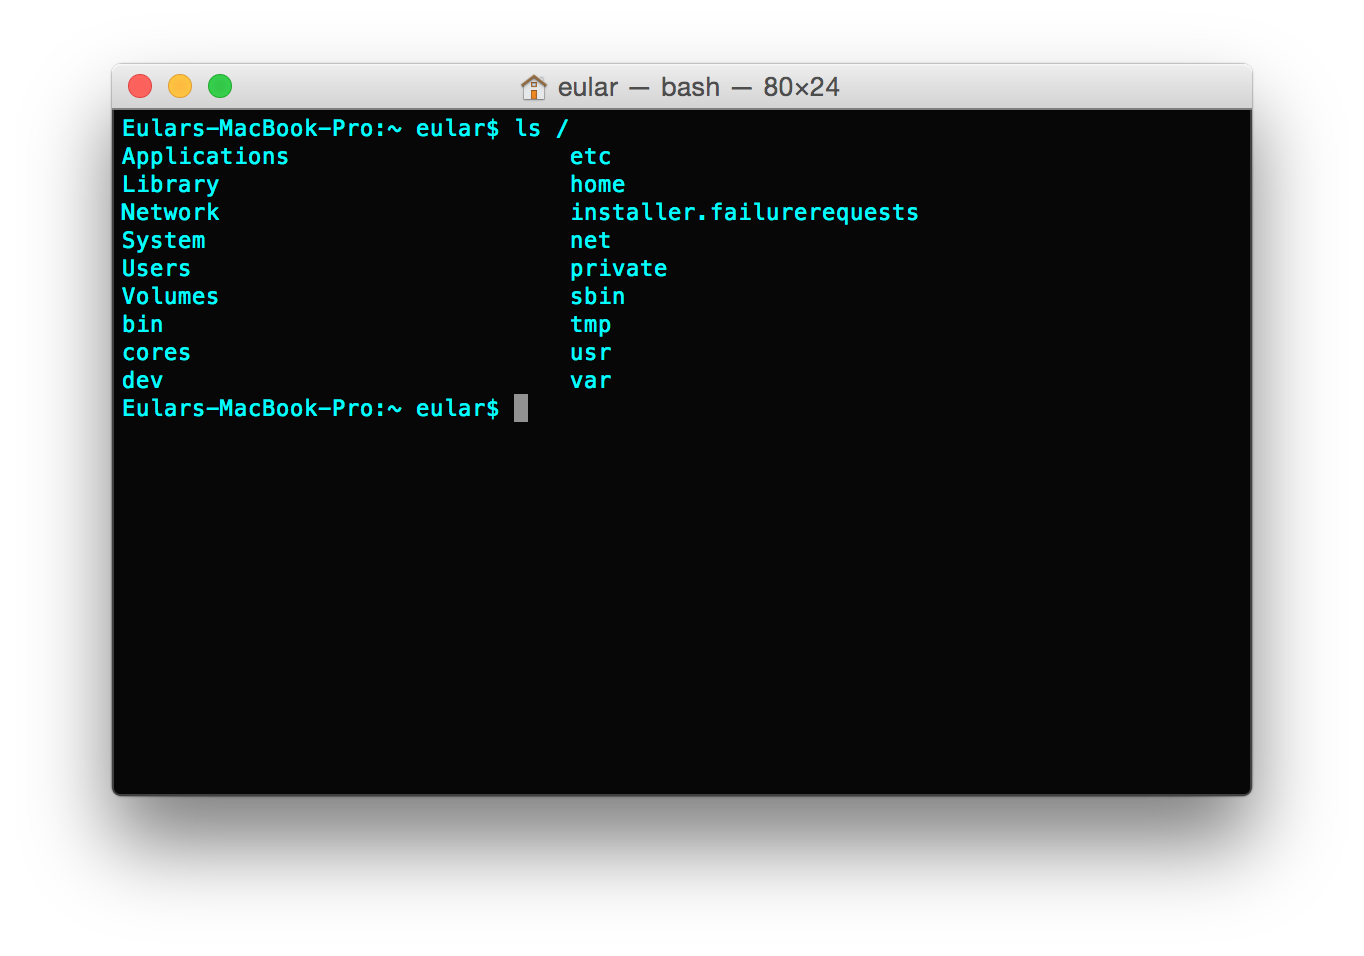 eular — bash — 80×24
Eulars-MacBook-Pro:~ eular$ ls /
Applications etc
Library home
Network installer.failurerequests
System net
Users private
Volumes sbin
bin tmp
cores usr
dev var
Eulars-MacBook-Pro:~ eular$